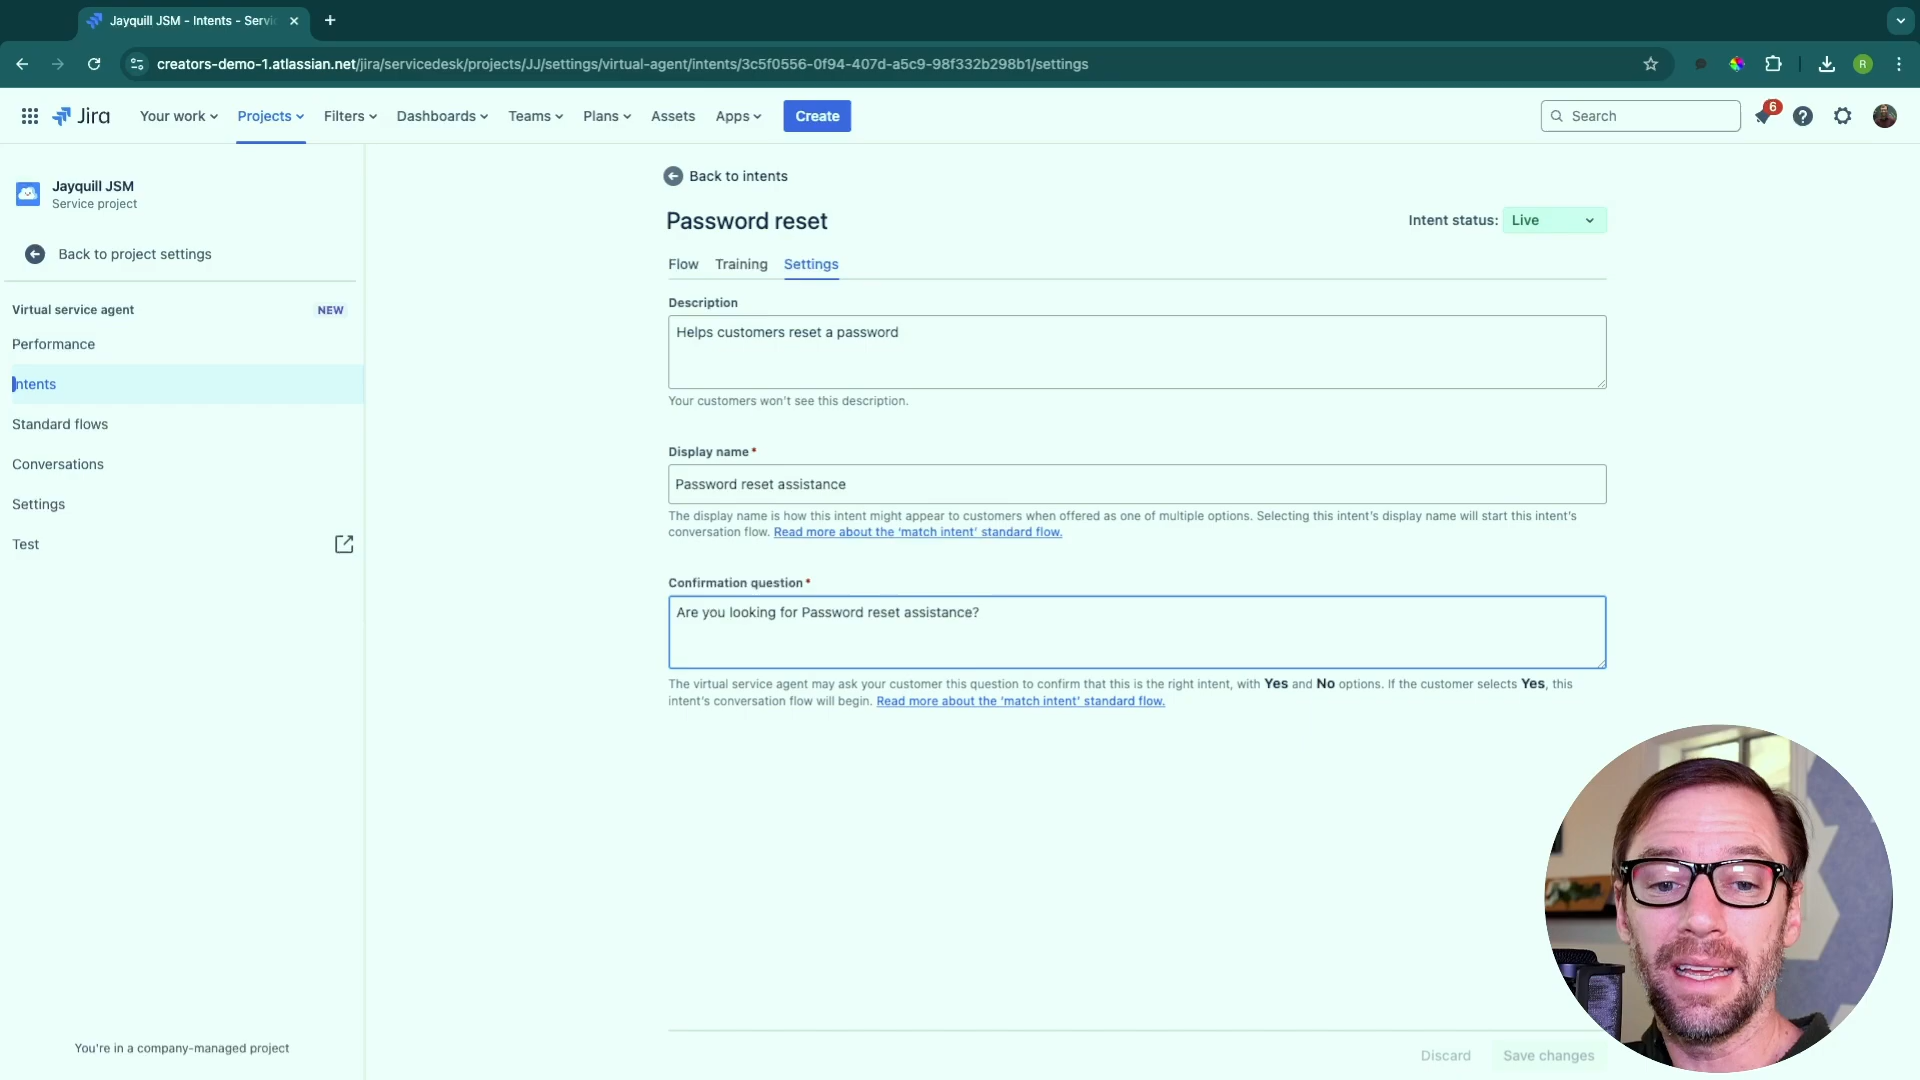 Jayquill JSM - Intents - Servi
creators-demo-1.atlassian.net/jira/servicedesk/projects/JJ/settings/virtual-agent/intents/3c5f0556-0f94-407d-a5c9-98f332b298b1/settings
R
Jira
Your work
Projects
Filters
Dashboards
Teams
Plans
Assets
Apps
Create
Search
6
Jayquill JSM
Service project
Back to project settings
Virtual service agent
NEW
Performance
Intents
Standard flows
Conversations
Settings
Test
You're in a company-managed project
Back to intents
Password reset
Intent status: Live
Flow Training Settings
Description
Helps customers reset a password
Your customers won't see this description.
Display name*
Password reset assistance
The display name is how this intent might appear to customers when offered as one of multiple options. Selecting this intent's display name will start this intent's
conversation flow. Read more about the 'match intent' standard flow.
Confirmation question*
Are you looking for Password reset assistance?
The virtual service agent may ask your customer this question to confirm that this is the right intent, with Yes and No options. If the customer selects Yes, this
intent's conversation flow will begin. Read more about the 'match intent' standard flow.
Discard
Save changes